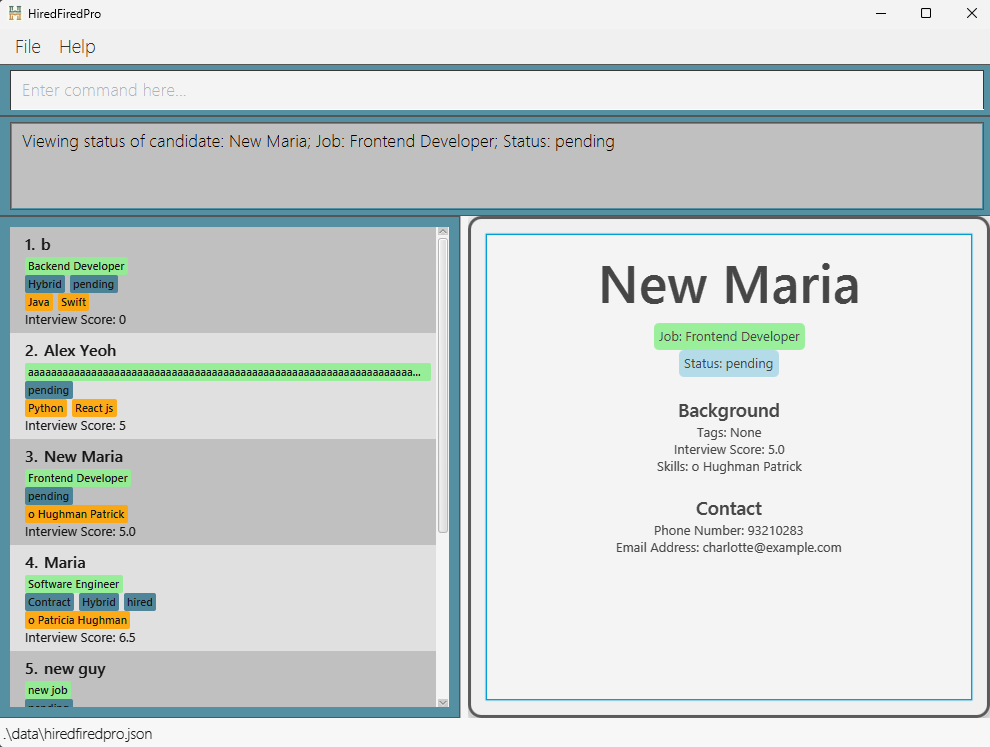 HiredFiredPro
File Help
Enter command here...
Viewing status of candidate: New Maria; Job: Frontend Developer; Status: pending
1. b
Backend Developer
Hybrid pending
Java Swift
Interview Score: 0
2. Alex Yeoh
aaaaaaaaaaaaaaaaaaaaaaaaaaaaaaaaaaaaaaaaaaaaaaaaaaaaaaaaaaaaaaaaaaa...
pending
Python React js
Interview Score: 5
3. New Maria
Frontend Developer
pending
o Hughman Patrick
Interview Score: 5.0
4. Maria
Software Engineer
Contract Hybrid hired
o Patricia Hughman
Interview Score: 6.5
5. new guy
new job
pending
New Maria
Job: Frontend Developer
Status: pending
Background
Tags: None
Interview Score: 5.0
Skills: o Hughman Patrick
Contact
Phone Number: 93210283
Email Address: charlotte@example.com
.\data\hiredfiredpro.json